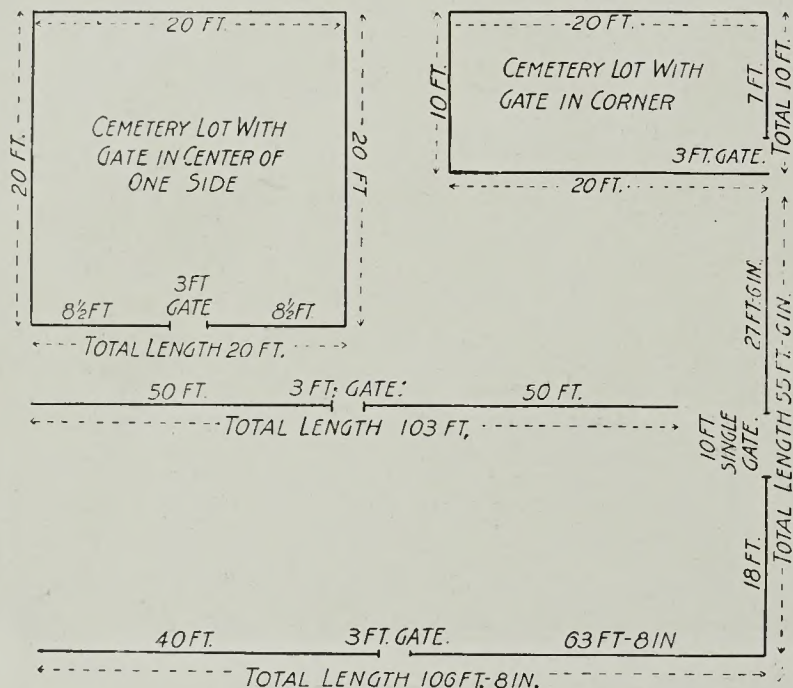 20 FT.
20 FT.
CEMETERY LOT WITH
GATE IN CENTER OF
ONE SIDE
20 FT
8½ FT
3FT
GATE
8½ FT
TOTAL LENGTH 20 FT.
20 FT.
10 FT.
CEMETERY LOT WITH
GATE IN CORNER
7 FT.
TOTAL 10 FT.
3 FT. GATE.
20 FT.
50 FT.
3 FT. GATE.
50 FT.
TOTAL LENGTH 103 FT,
27 FT-6 IN.
10FT
SINGLE
GATE.
18 FT.
TOTAL LENGTH 55 FT.-6 IN.
40 FT.
3 FT. GATE.
63 FT-8 IN
TOTAL LENGTH 106 FT.-8 IN.